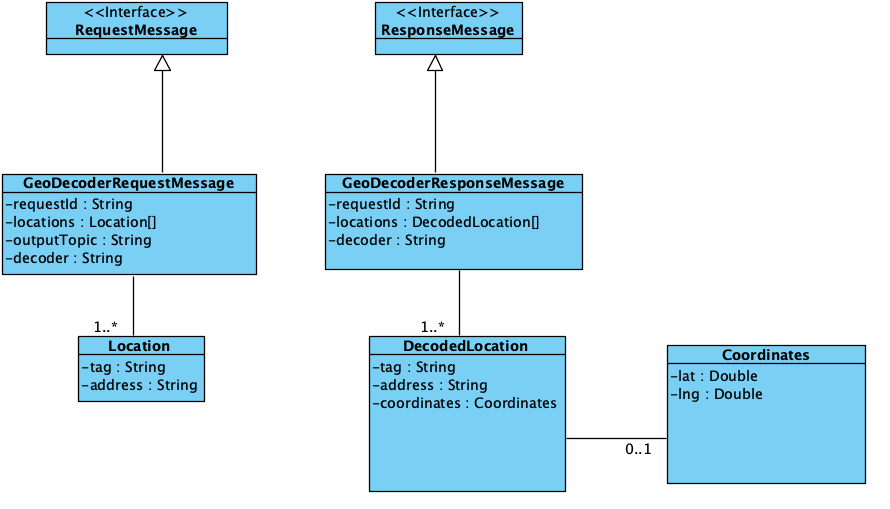 <<Interface>>
RequestMessage
<<Interface>>
ResponseMessage
GeoDecoderRequestMessage
-requestId : String
-locations : Location[]
-outputTopic : String
-decoder : String
GeoDecoderResponseMessage
-requestId : String
-locations : DecodedLocation[]
-decoder : String
1..*
Location
-tag : String
-address : String
1..*
DecodedLocation
-tag : String
-address : String
-coordinates : Coordinates
0..1
Coordinates
-lat : Double
-lng : Double